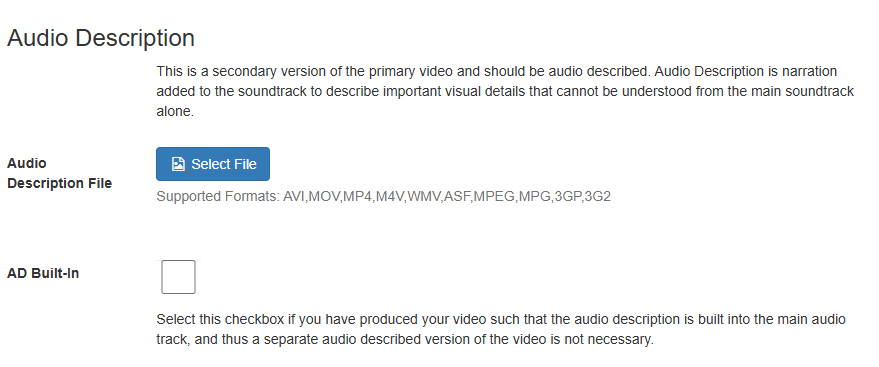 Audio Description
This is a secondary version of the primary video and should be audio described. Audio Description is narration
added to the soundtrack to describe important visual details that cannot be understood from the main soundtrack
alone.
Audio
Description File
Select File
Supported Formats: AVI,MOV,MP4,M4V,WMV,ASF,MPEG,MPG,3GP,3G2
AD Built-In
Select this checkbox if you have produced your video such that the audio description is built into the main audio
track, and thus a separate audio described version of the video is not necessary.